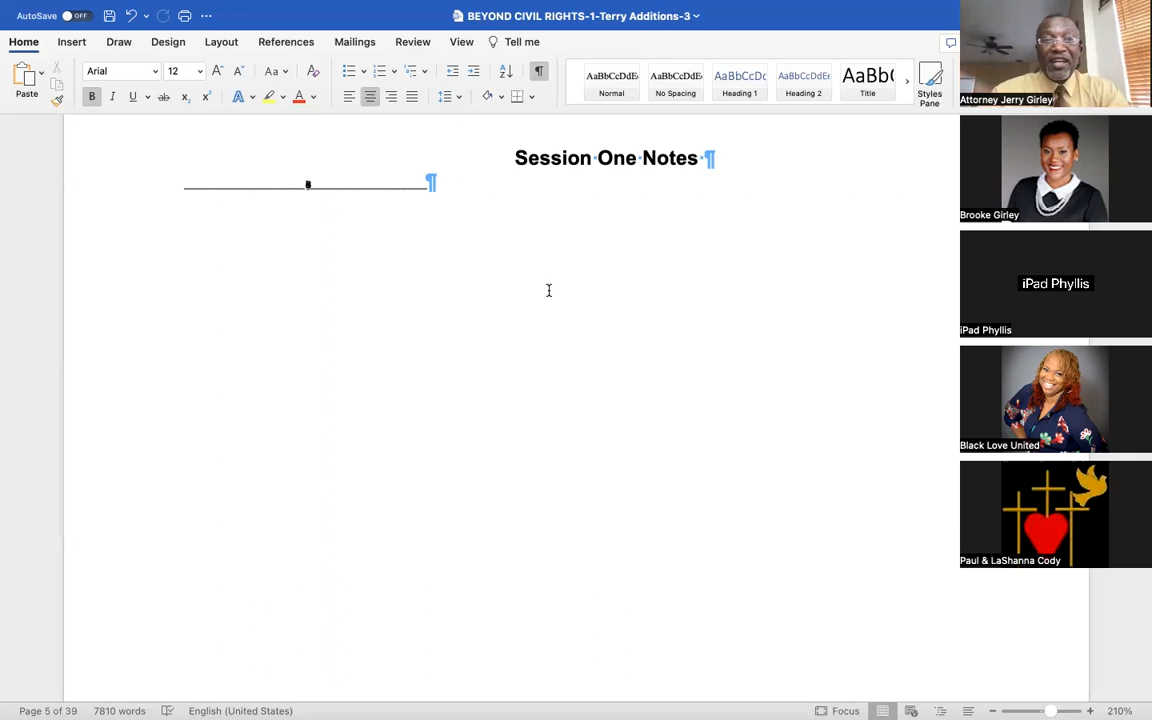 AutoSave OFF
BEYOND CIVIL RIGHTS-1-Terry Additions-3
Home Insert Draw Design Layout References Mailings Review View Tell me
Paste
Arial
12
Aa
AaBbCcDdEe
Normal
AaBbCcDdEe
No Spacing
AaBbCcDc
Heading 1
AaBbCcDdEe
Heading 2
AaBb(
Title
Styles
Pane
Session One Notes ¶
¶
Attorney Jerry Girley
Brooke Girley
iPad Phyllis
iPad Phyllis
Black Love United
Paul & LaShanna Cody
Page 5 of 39 7810 words English (United States) Focus 210%